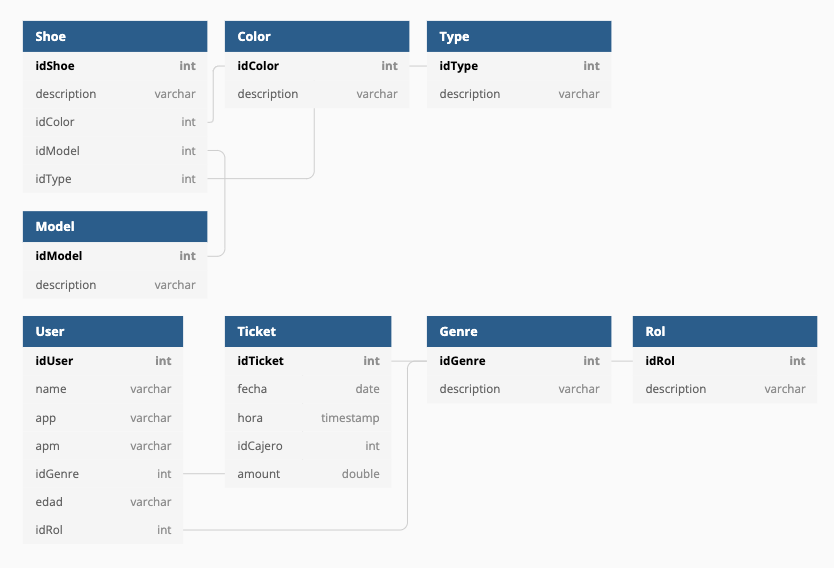 Shoe
idShoe int
description varchar
idColor int
idModel int
idType int
Color
idColor int
description varchar
Type
idType int
description varchar
Model
idModel int
description varchar
User
idUser int
name varchar
app varchar
apm varchar
idGenre int
edad varchar
idRol int
Ticket
idTicket int
fecha date
hora timestamp
idCajero int
amount double
Genre
idGenre int
description varchar
Rol
idRol int
description varchar